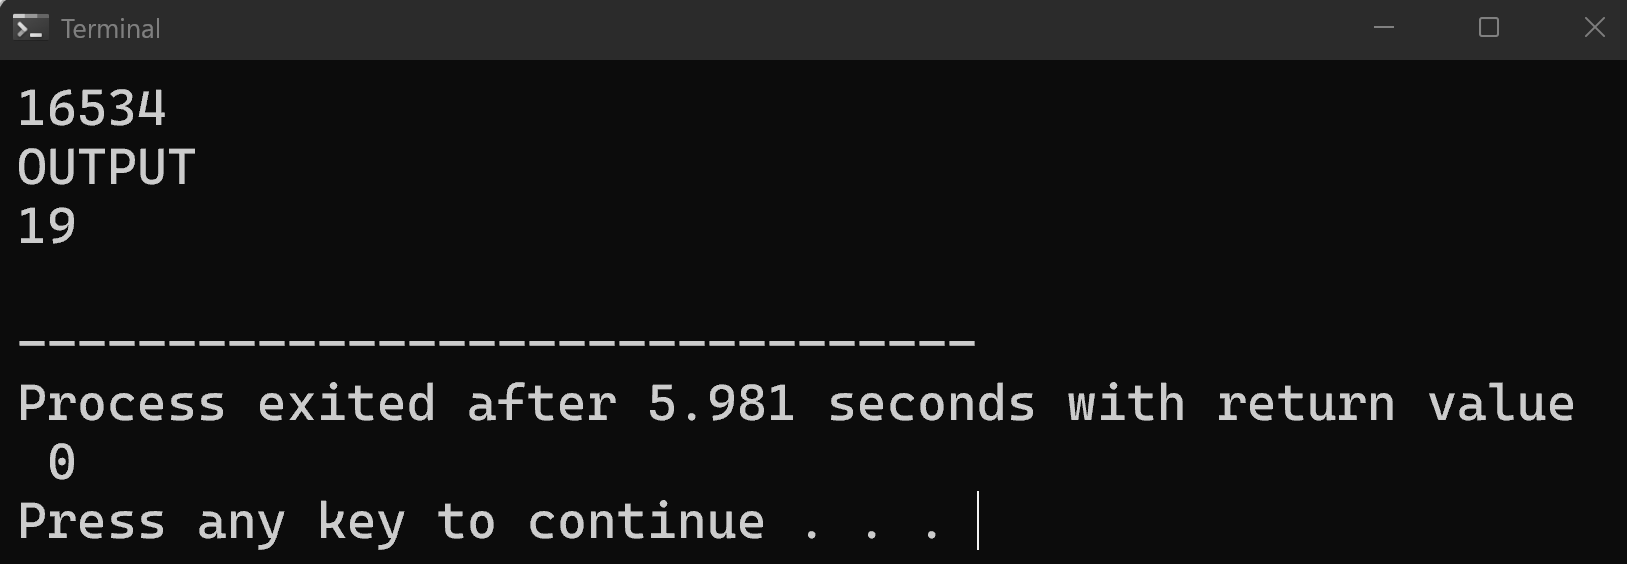 Terminal
16534
OUTPUT
19
--------------------------------
Process exited after 5.981 seconds with return value
 0
Press any key to continue . . .